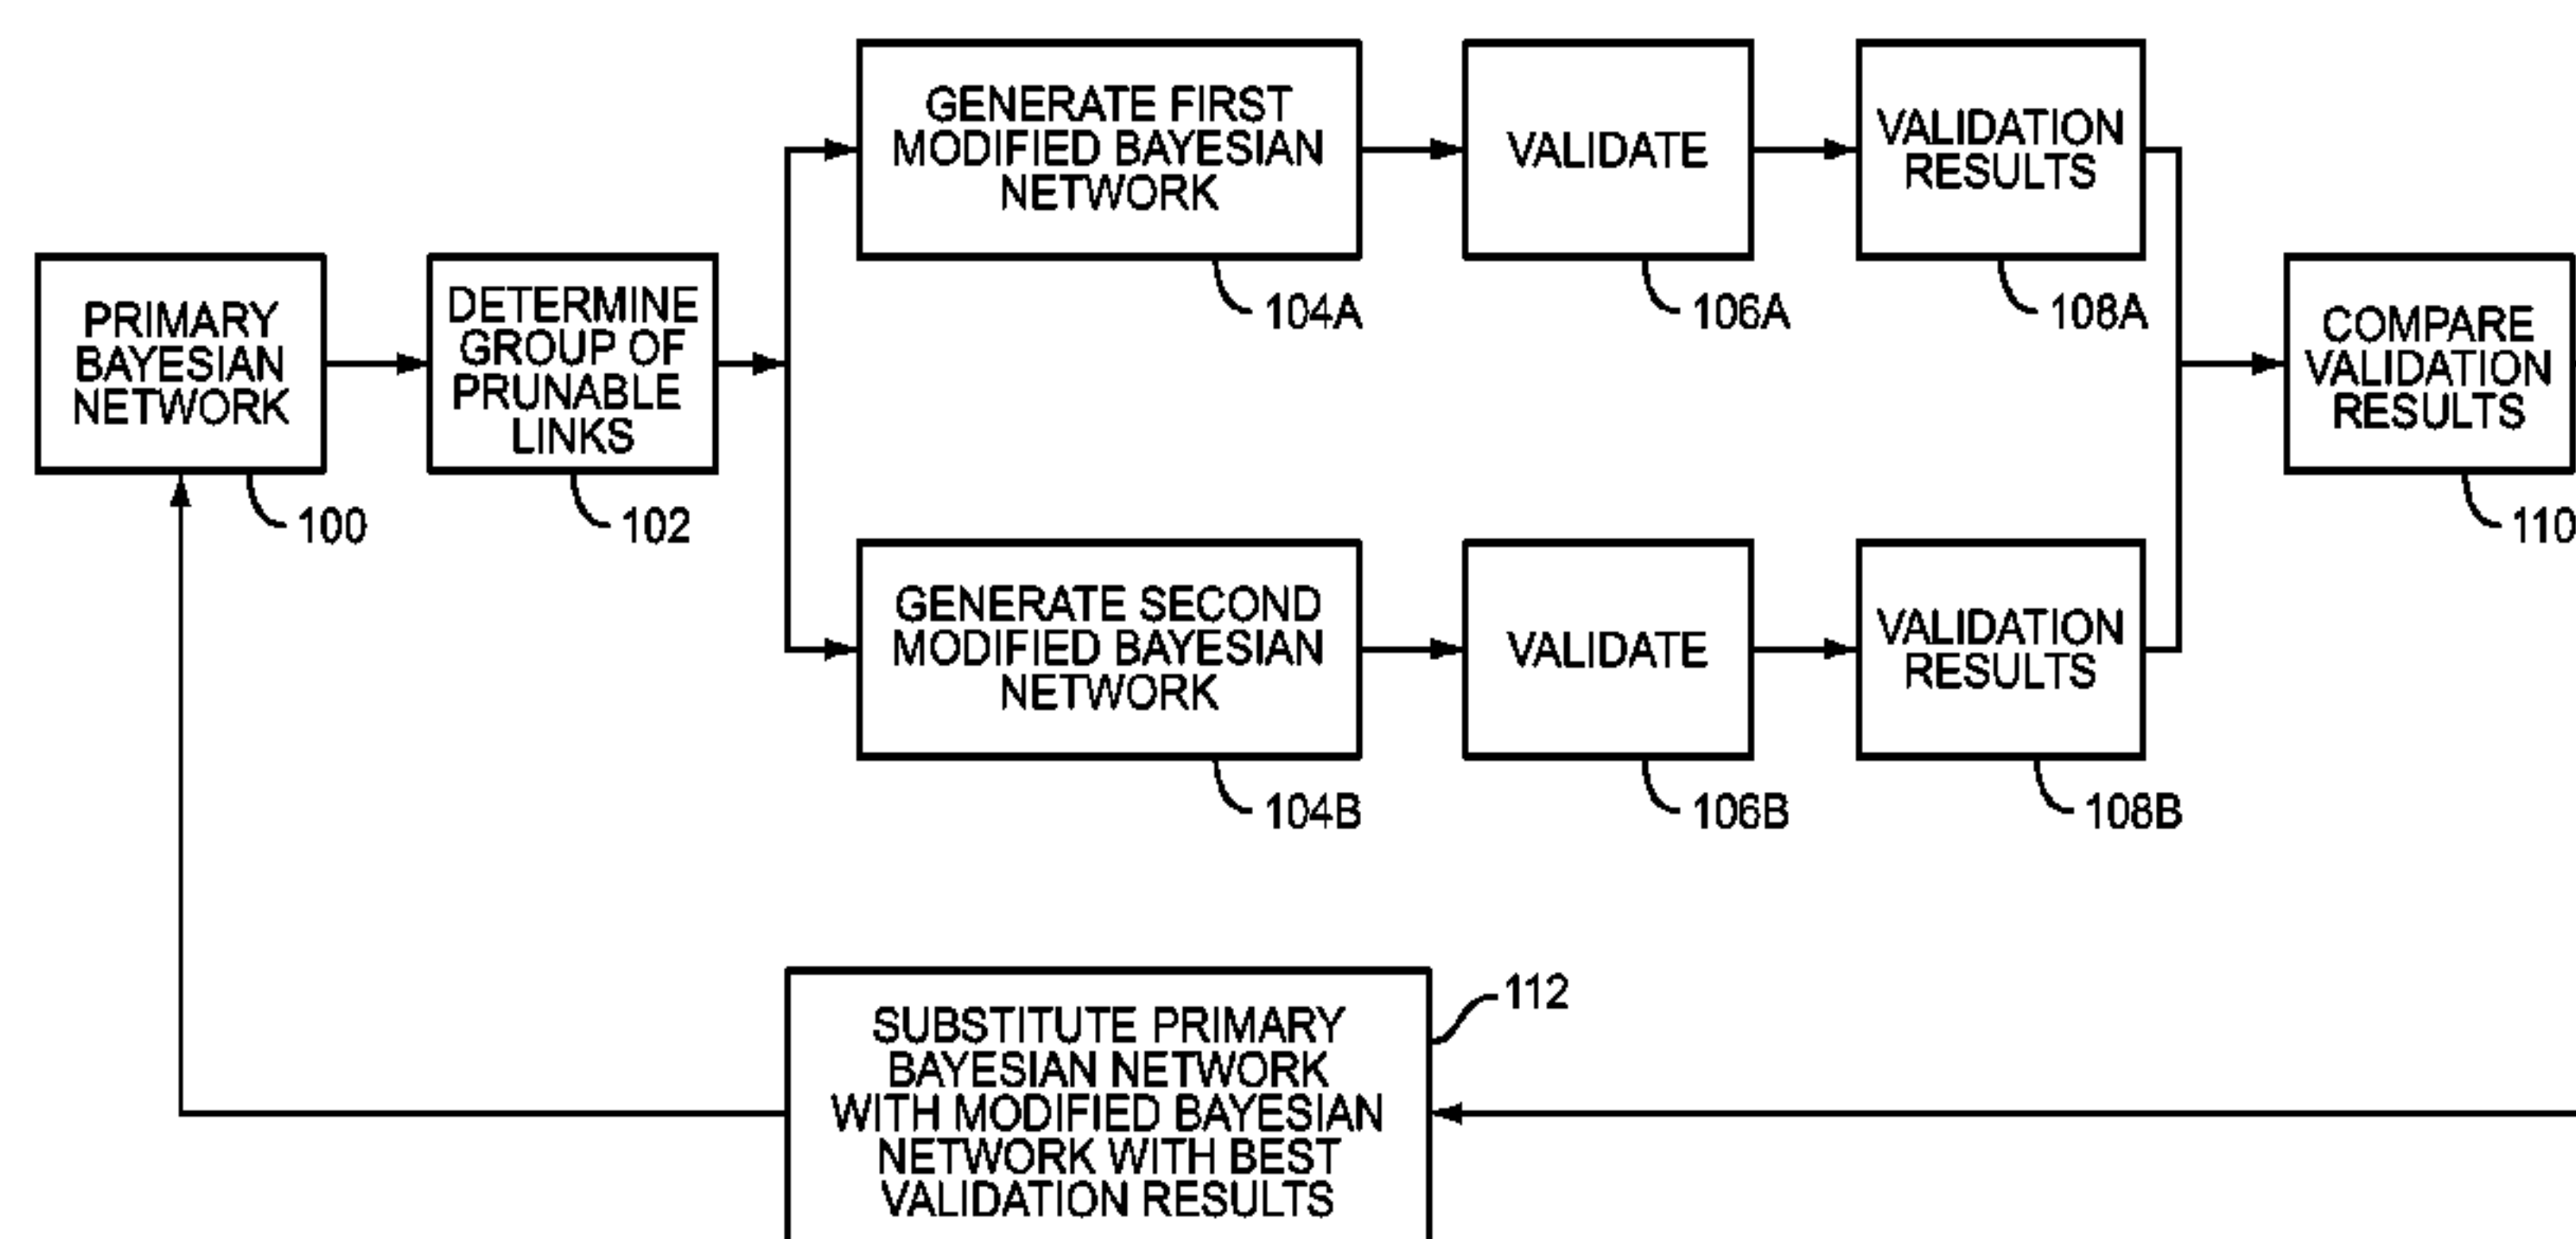 GENERATE FIRST
MODIFIED BAYESIAN
NETWORK
104A
VALIDATE
106A
VALIDATION
RESULTS
108A
PRIMARY
BAYESIAN
NETWORK
100
DETERMINE
GROUP OF
PRUNABLE
LINKS
102
COMPARE
VALIDATION
RESULTS
110
GENERATE SECOND
MODIFIED BAYESIAN
NETWORK
104B
VALIDATE
106B
VALIDATION
RESULTS
108B
SUBSTITUTE PRIMARY
BAYESIAN NETWORK
WITH MODIFIED BAYESIAN
NETWORK WITH BEST
VALIDATION RESULTS
112